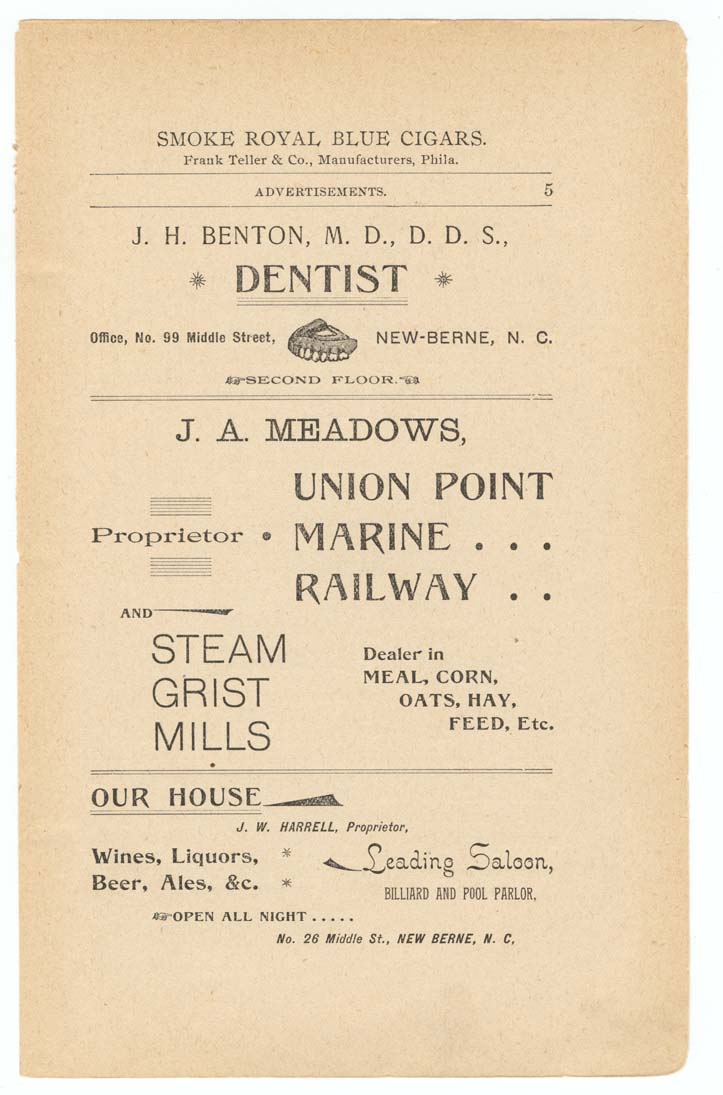 SMOKE ROYAL BLUE CIGARS.
Frank Teller & Co., Manufacturers, Phila.
ADVERTISEMENTS. 5
J. H. BENTON, M. D., D. D. S.,
DENTIST
Office, No. 99 Middle Street, NEW-BERNE, N. C.
SECOND FLOOR.
J. A. MEADOWS,
UNION POINT
Proprietor • MARINE . . .
RAILWAY . .
AND
STEAM
GRIST
MILLS
Dealer in
MEAL, CORN,
OATS, HAY,
FEED, Etc.
OUR HOUSE
J. W. HARRELL, Proprietor,
Wines, Liquors, * Leading Saloon,
Beer, Ales, &c. * BILLIARD AND POOL PARLOR,
OPEN ALL NIGHT . . . . .
No. 26 Middle St., NEW BERNE, N. C,